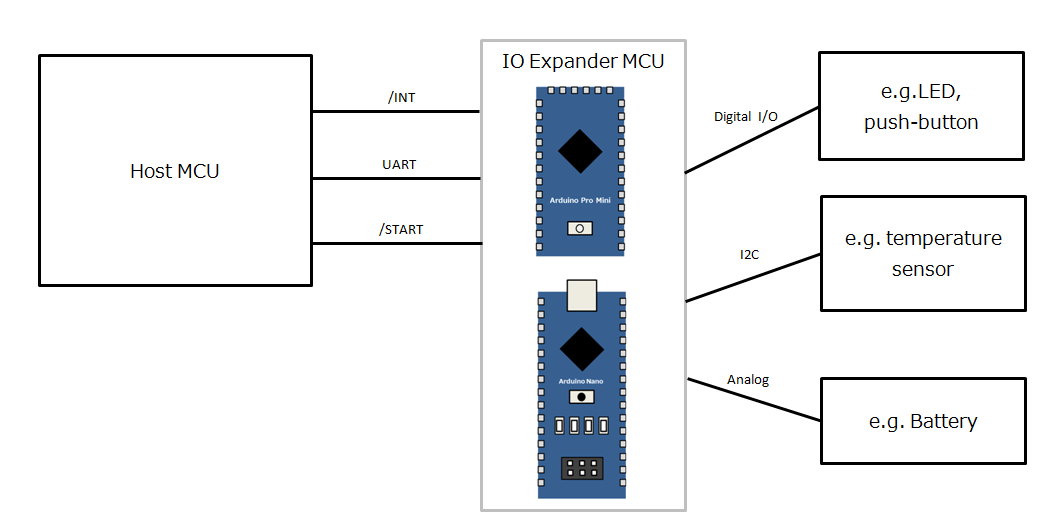 IO Expander MCU
Host MCU
/INT
UART
/START
Arduino Pro Mini
Arduino Nano
Digital I/O
I2C
Analog
e.g.LED,
push-button
e.g. temperature
sensor
e.g. Battery